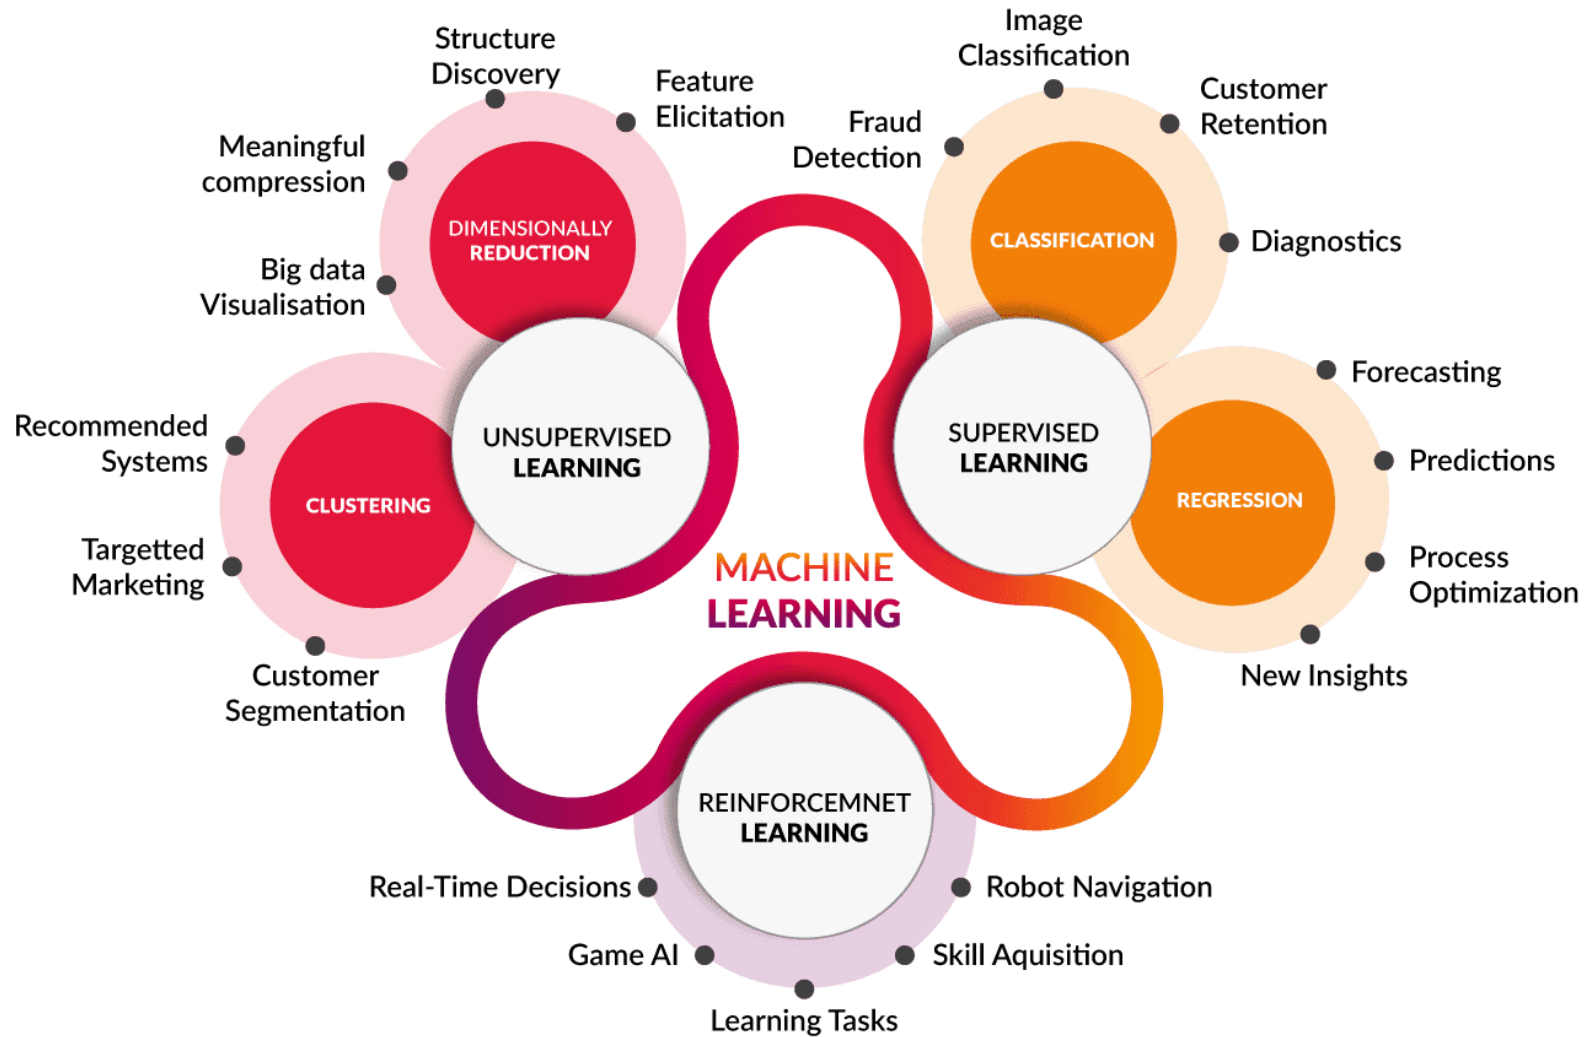 Structure
Discovery
Feature
Elicitation
Meaningful
compression
Big data
Visualisation
DIMENSIONALLY
REDUCTION
Recommended
Systems
Targetted
Marketing
Customer
Segmentation
CLUSTERING
UNSUPERVISED
LEARNING
Image
Classification
Fraud
Detection
Customer
Retention
Diagnostics
CLASSIFICATION
SUPERVISED
LEARNING
Forecasting
Predictions
Process
Optimization
New Insights
REGRESSION
MACHINE
LEARNING
REINFORCEMNET
LEARNING
Real-Time Decisions
Game AI
Learning Tasks
Skill Aquisition
Robot Navigation